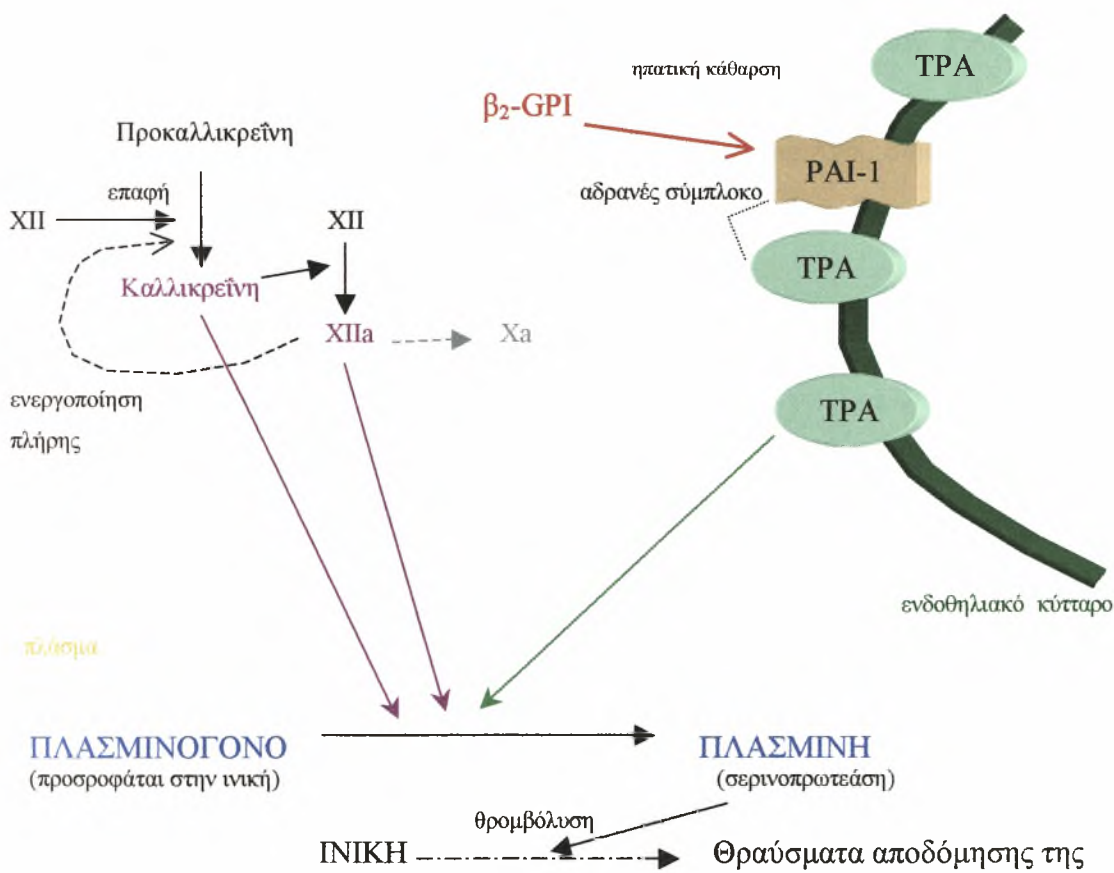 TPA
ηπατική κάθαρση
β₂-GPI
Προκαλλικρεΐνη
PAI-1
επαφή
αδρανές σύμπλοκο
XII
XII
TPA
Καλλικρεΐνη
XIIa
Xa
ενεργοποίηση
πλήρης
TPA
ενδοθηλιακό κύτταρο
πλάσμα
ΠΛΑΣΜΙΝΟΓΟΝΟ
(προσροφάται στην ινική)
ΠΛΑΣΜΙΝΗ
(σερινοπρωτεάση)
θρομβόλυση
ΙΝΙΚΗ
Θραύσματα αποδόμησης της